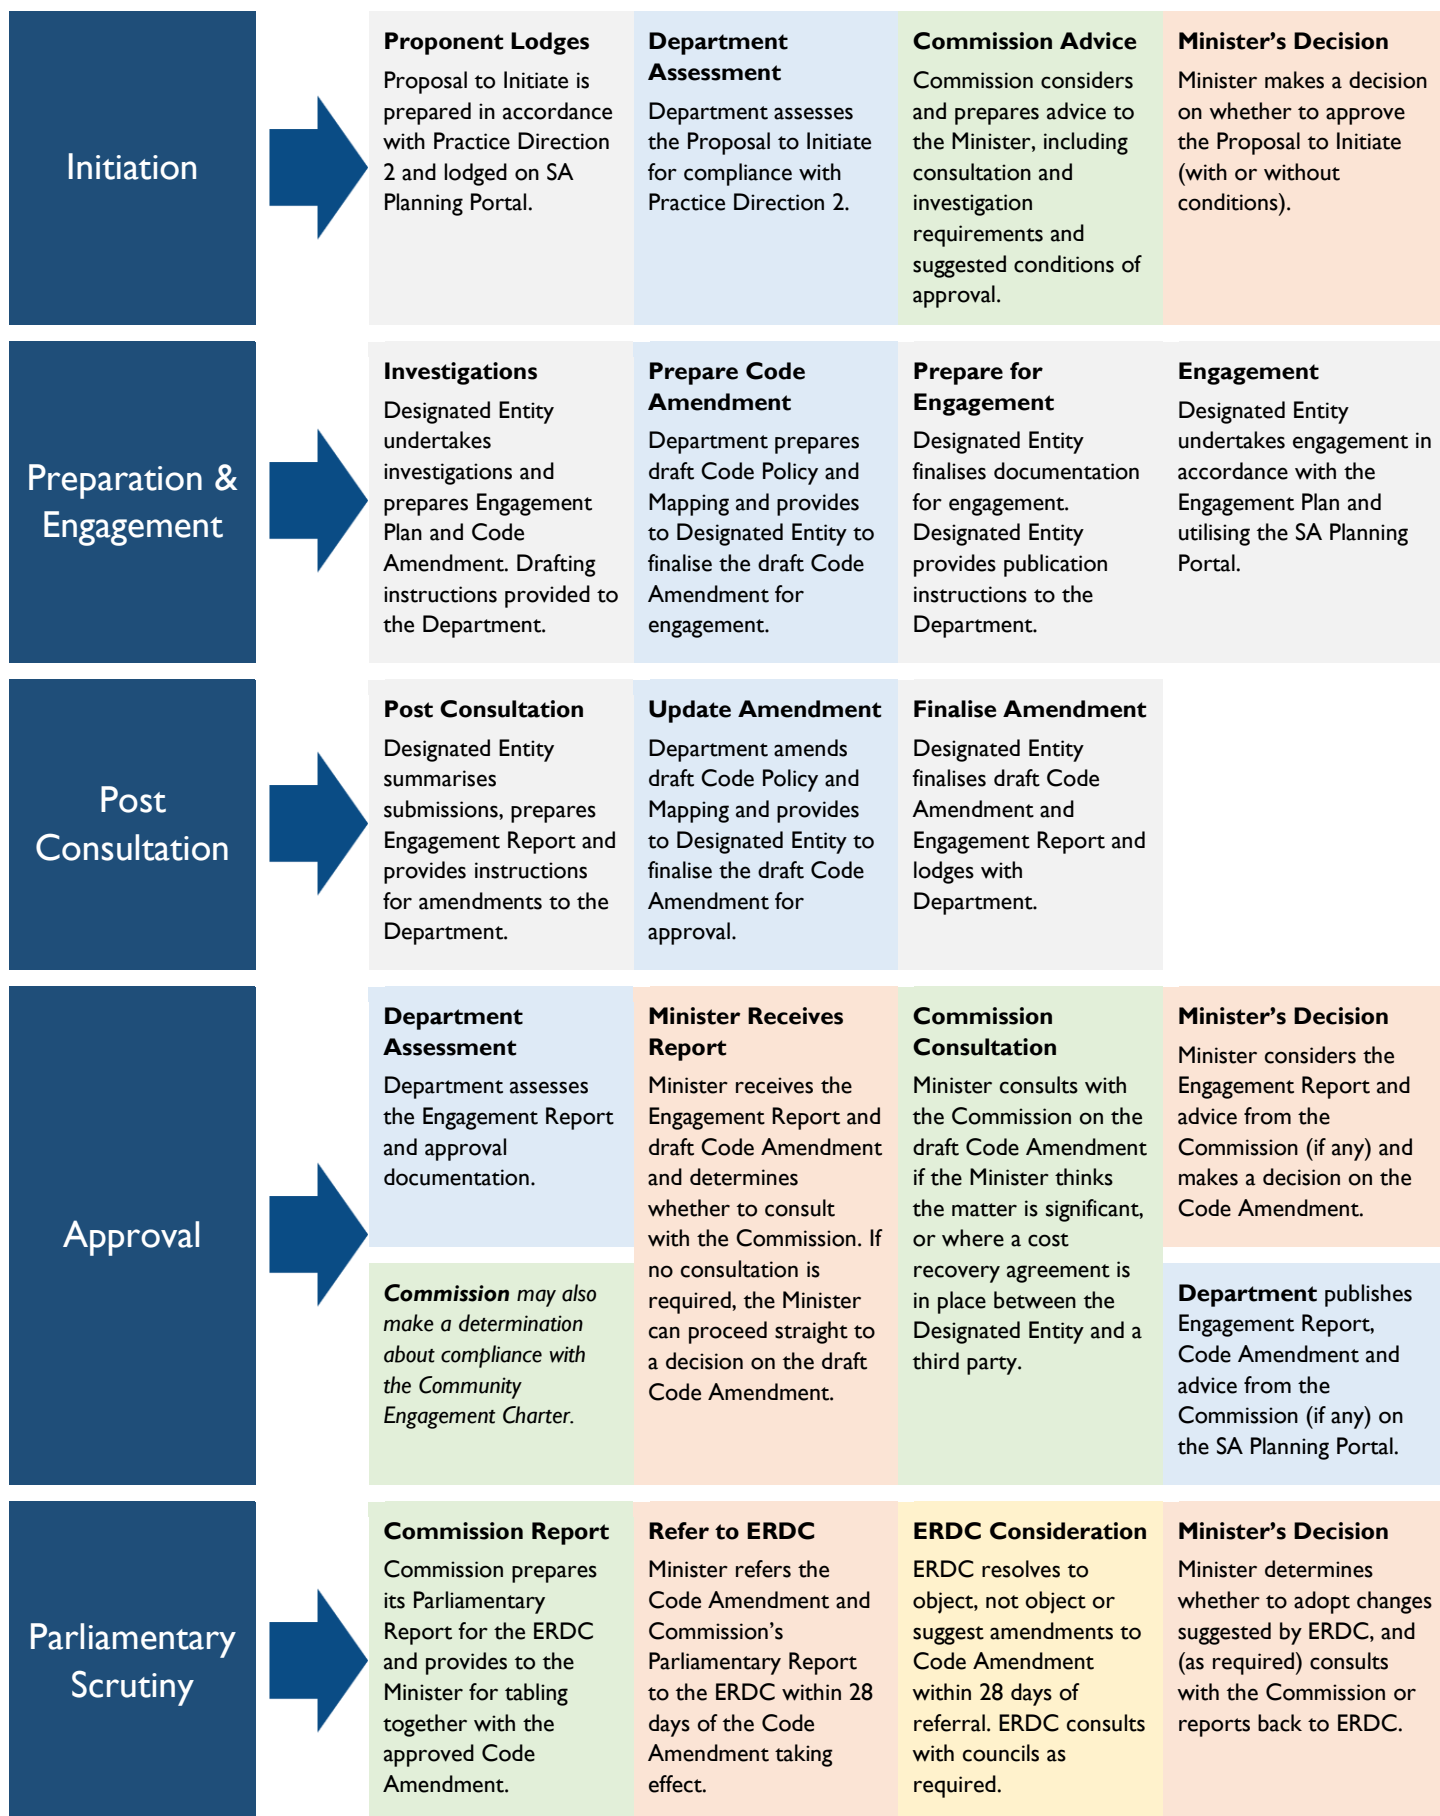 Initiation
Proponent Lodges
Proposal to Initiate is
prepared in accordance
with Practice Direction
2 and lodged on SA
Planning Portal.
Department
Assessment
Department assesses
the Proposal to Initiate
for compliance with
Practice Direction 2.
Commission Advice
Commission considers
and prepares advice to
the Minister, including
consultation and
investigation
requirements and
suggested conditions of
approval.
Minister’s Decision
Minister makes a decision
on whether to approve
the Proposal to Initiate
(with or without
conditions).
Preparation &
Engagement
Investigations
Designated Entity
undertakes
investigations and
prepares Engagement
Plan and Code
Amendment. Drafting
instructions provided to
the Department.
Prepare Code
Amendment
Department prepares
draft Code Policy and
Mapping and provides
to Designated Entity to
finalise the draft Code
Amendment for
engagement.
Prepare for
Engagement
Designated Entity
finalises documentation
for engagement.
Designated Entity
provides publication
instructions to the
Department.
Engagement
Designated Entity
undertakes engagement in
accordance with the
Engagement Plan and
utilising the SA Planning
Portal.
Post
Consultation
Post Consultation
Designated Entity
summarises
submissions, prepares
Engagement Report and
provides instructions
for amendments to the
Department.
Update Amendment
Department amends
draft Code Policy and
Mapping and provides
to Designated Entity to
finalise the draft Code
Amendment for
approval.
Finalise Amendment
Designated Entity
finalises draft Code
Amendment and
Engagement Report and
lodges with
Department.
Approval
Department
Assessment
Department assesses
the Engagement Report
and approval
documentation.
Commission may also
make a determination
about compliance with
the Community
Engagement Charter.
Minister Receives
Report
Minister receives the
Engagement Report and
draft Code Amendment
and determines
whether to consult
with the Commission. If
no consultation is
required, the Minister
can proceed straight to
a decision on the draft
Code Amendment.
Commission
Consultation
Minister consults with
the Commission on the
draft Code Amendment
if the Minister thinks
the matter is significant,
or where a cost
recovery agreement is
in place between the
Designated Entity and a
third party.
Minister’s Decision
Minister considers the
Engagement Report and
advice from the
Commission (if any) and
makes a decision on the
Code Amendment.
Department publishes
Engagement Report,
Code Amendment and
advice from the
Commission (if any) on
the SA Planning Portal.
Parliamentary
Scrutiny
Commission Report
Commission prepares
its Parliamentary
Report for the ERDC
and provides to the
Minister for tabling
together with the
approved Code
Amendment.
Refer to ERDC
Minister refers the
Code Amendment and
Commission’s
Parliamentary Report
to the ERDC within 28
days of the Code
Amendment taking
effect.
ERDC Consideration
ERDC resolves to
object, not object or
suggest amendments to
Code Amendment
within 28 days of
referral. ERDC consults
with councils as
required.
Minister’s Decision
Minister determines
whether to adopt changes
suggested by ERDC, and
(as required) consults
with the Commission or
reports back to ERDC.